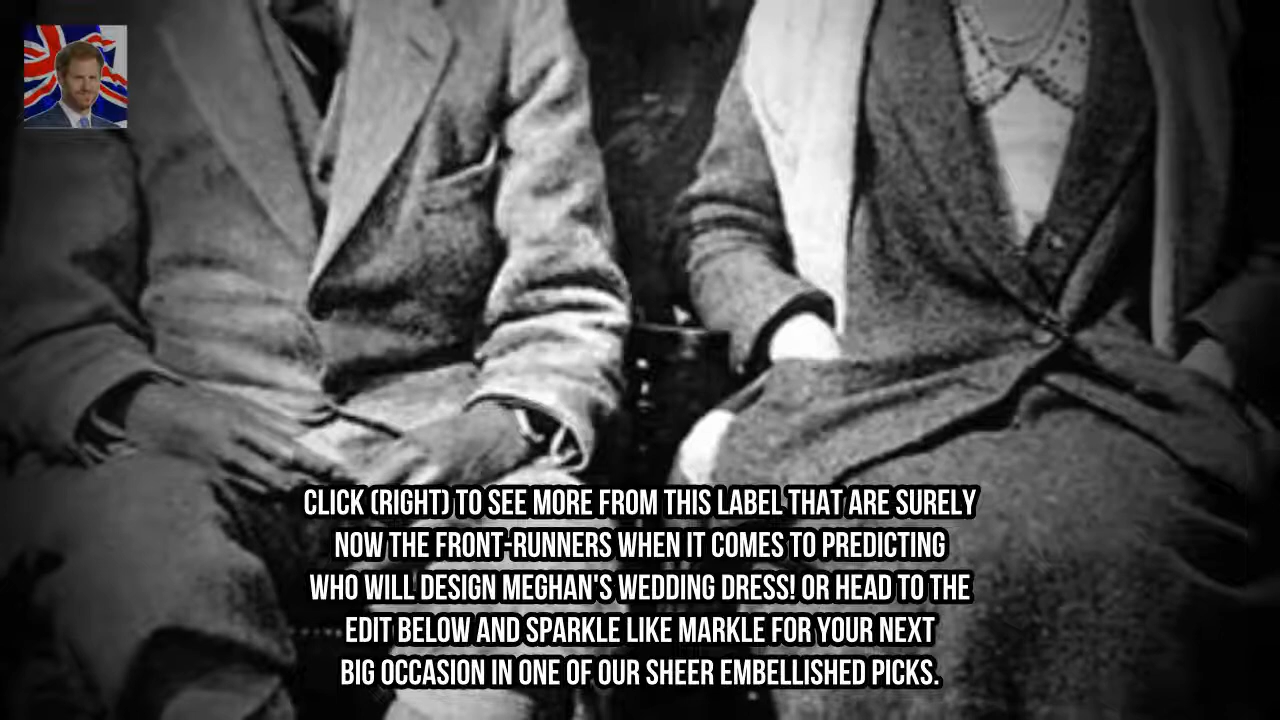 CLICK (RIGHT) TO SEE MORE FROM THIS LABEL THAT ARE SURELY
NOW THE FRONT-RUNNERS WHEN IT COMES TO PREDICTING
WHO WILL DESIGN MEGHAN'S WEDDING DRESS! OR HEAD TO THE
EDIT BELOW AND SPARKLE LIKE MARKLE FOR YOUR NEXT
BIG OCCASION IN ONE OF OUR SHEER EMBELLISHED PICKS.